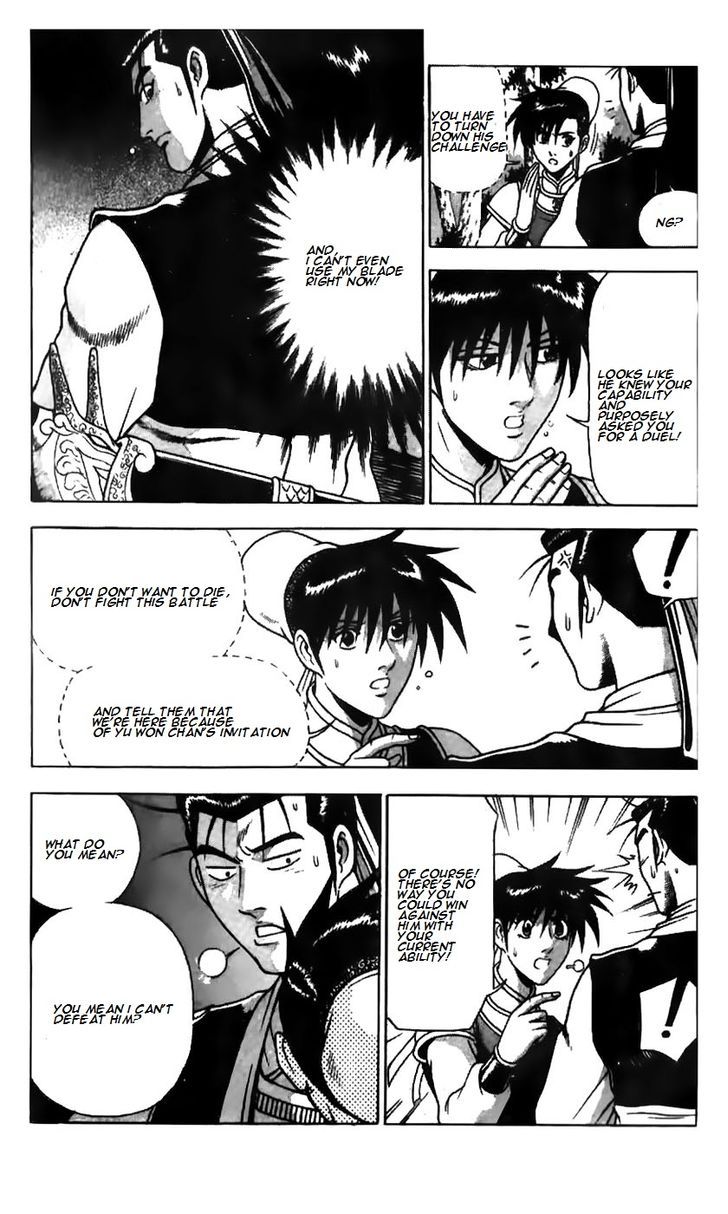 AND,
I CAN'T EVEN
USE MY BLADE
RIGHT NOW!
YOU HAVE
TO TURN
DOWN HIS
CHALLENGE
NG?
LOOKS LIKE
HE KNEW YOUR
CAPABILITY
AND
PURPOSELY
ASKED YOU
FOR A DUEL!
IF YOU DON'T WANT TO DIE,
DON'T FIGHT THIS BATTLE
AND TELL THEM THAT
WE'RE HERE BECAUSE
OF YU WON CHAN'S INVITATION
!
WHAT DO
YOU MEAN?
YOU MEAN I CAN'T
DEFEAT HIM?
OF COURSE!
THERE'S NO
WAY YOU
COULD WIN
AGAINST
HIM WITH
YOUR
CURRENT
ABILITY!
!